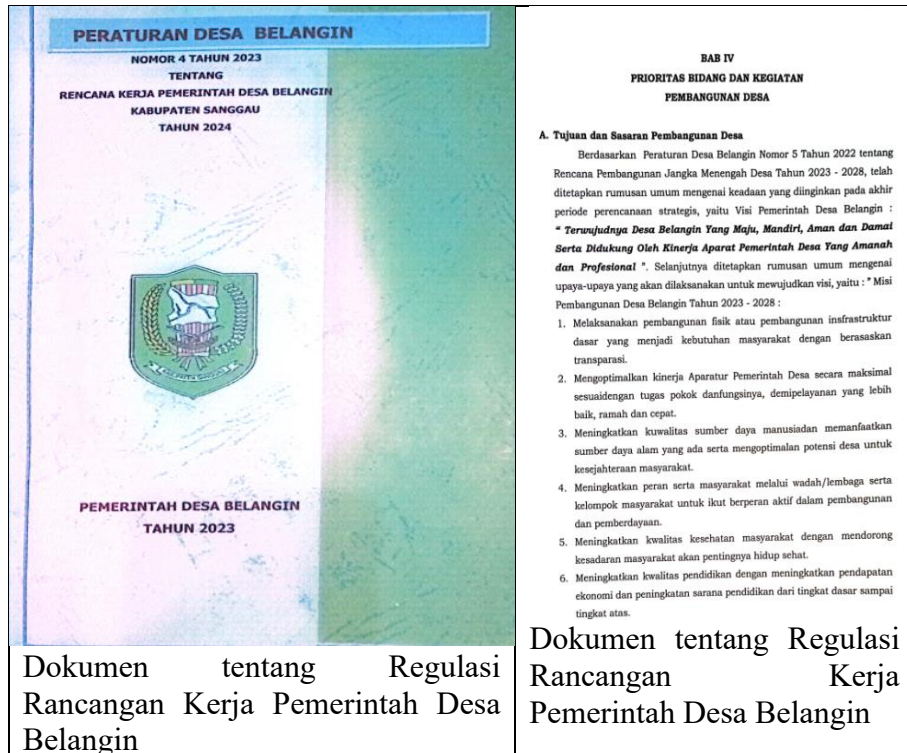 PERATURAN DESA BELANGIN
NOMOR 4 TAHUN 2023
TENTANG
RENCANA KERJA PEMERINTAH DESA BELANGIN
KABUPATEN SANGGAU
TAHUN 2024
PEMERINTAH DESA BELANGIN
TAHUN 2023
Dokumen tentang Regulasi
Rancangan Kerja Pemerintah Desa
Belangin
BAB IV
PRIORITAS BIDANG DAN KEGIATAN
PEMBANGUNAN DESA
A. Tujuan dan Sasaran Pembangunan Desa
Berdasarkan Peraturan Desa Belangin Nomor 5 Tahun 2022 tentang
Rencana Pembangunan Jangka Menengah Desa Tahun 2023 - 2028, telah
ditetapkan rumusan umum mengenai keadaan yang diinginkan pada akhir
periode perencanaan strategis, yaitu Visi Pemerintah Desa Belangin :
" Terwujudnya Desa Belangin Yang Maju, Mandiri, Aman dan Damai
Serta Didukung Oleh Kinerja Aparat Pemerintah Desa Yang Amanah
dan Profesional ". Selanjutnya ditetapkan rumusan umum mengenai
upaya-upaya yang akan dilaksanakan untuk mewujudkan visi, yaitu : " Misi
Pembangunan Desa Belangin Tahun 2023 - 2028 :
1. Melaksanakan pembangunan fisik atau pembangunan insfrastruktur
dasar yang menjadi kebutuhan masyarakat dengan berasaskan
transparasi.
2. Mengoptimalkan kinerja Aparatur Pemerintah Desa secara maksimal
sesuaidengan tugas pokok danfungsinya, demipelayanan yang lebih
baik, ramah dan cepat.
3. Meningkatkan kuwalitas sumber daya manusiadan memanfaatkan
sumber daya alam yang ada serta mengoptimalan potensi desa untuk
kesejahteraan masyarakat.
4. Meningkatkan peran serta masyarakat melalui wadah/lembaga serta
kelompok masyarakat untuk ikut berperan aktif dalam pembangunan
dan pemberdayaan.
5. Meningkatkan kwalitas kesehatan masyarakat dengan mendorong
kesadaran masyarakat akan pentingnya hidup sehat.
6. Meningkatkan kwalitas pendidikan dengan meningkatkan pendapatan
ekonomi dan peningkatan sarana pendidikan dari tingkat dasar sampai
tingkat atas.
Dokumen tentang Regulasi
Rancangan Kerja
Pemerintah Desa Belangin